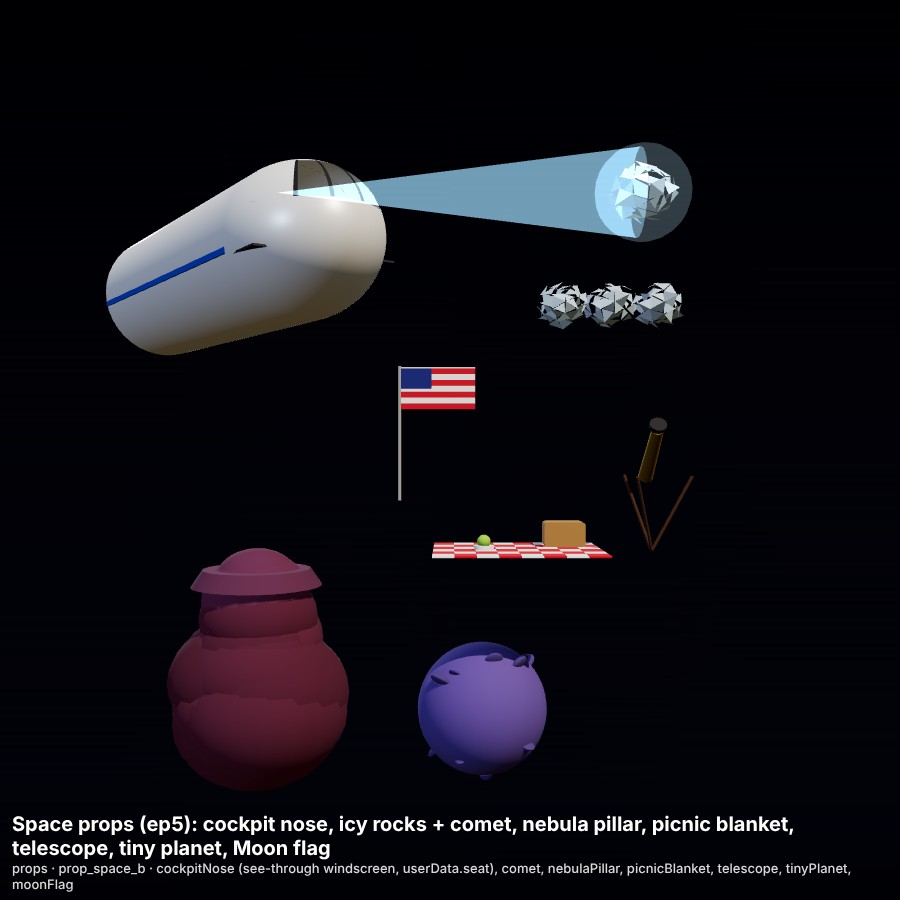 Space props (ep5): cockpit nose, icy rocks + comet, nebula pillar, picnic blanket,
telescope, tiny planet, Moon flag
props · prop_space_b · cockpitNose (see-through windscreen, userData.seat), comet, nebulaPillar, picnicBlanket, telescope, tinyPlanet,
moonFlag